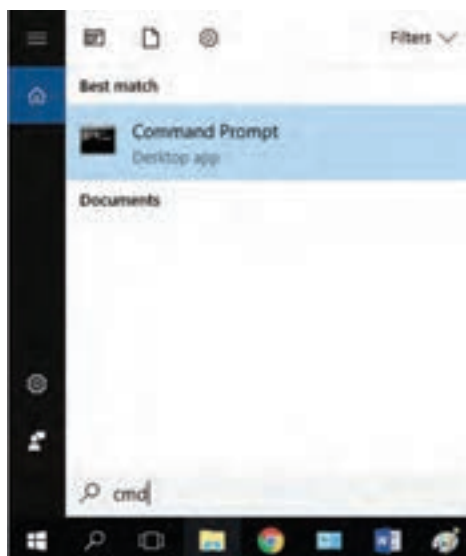 Filters
Best match
Command Prompt
Desktop app
Documents
cmd